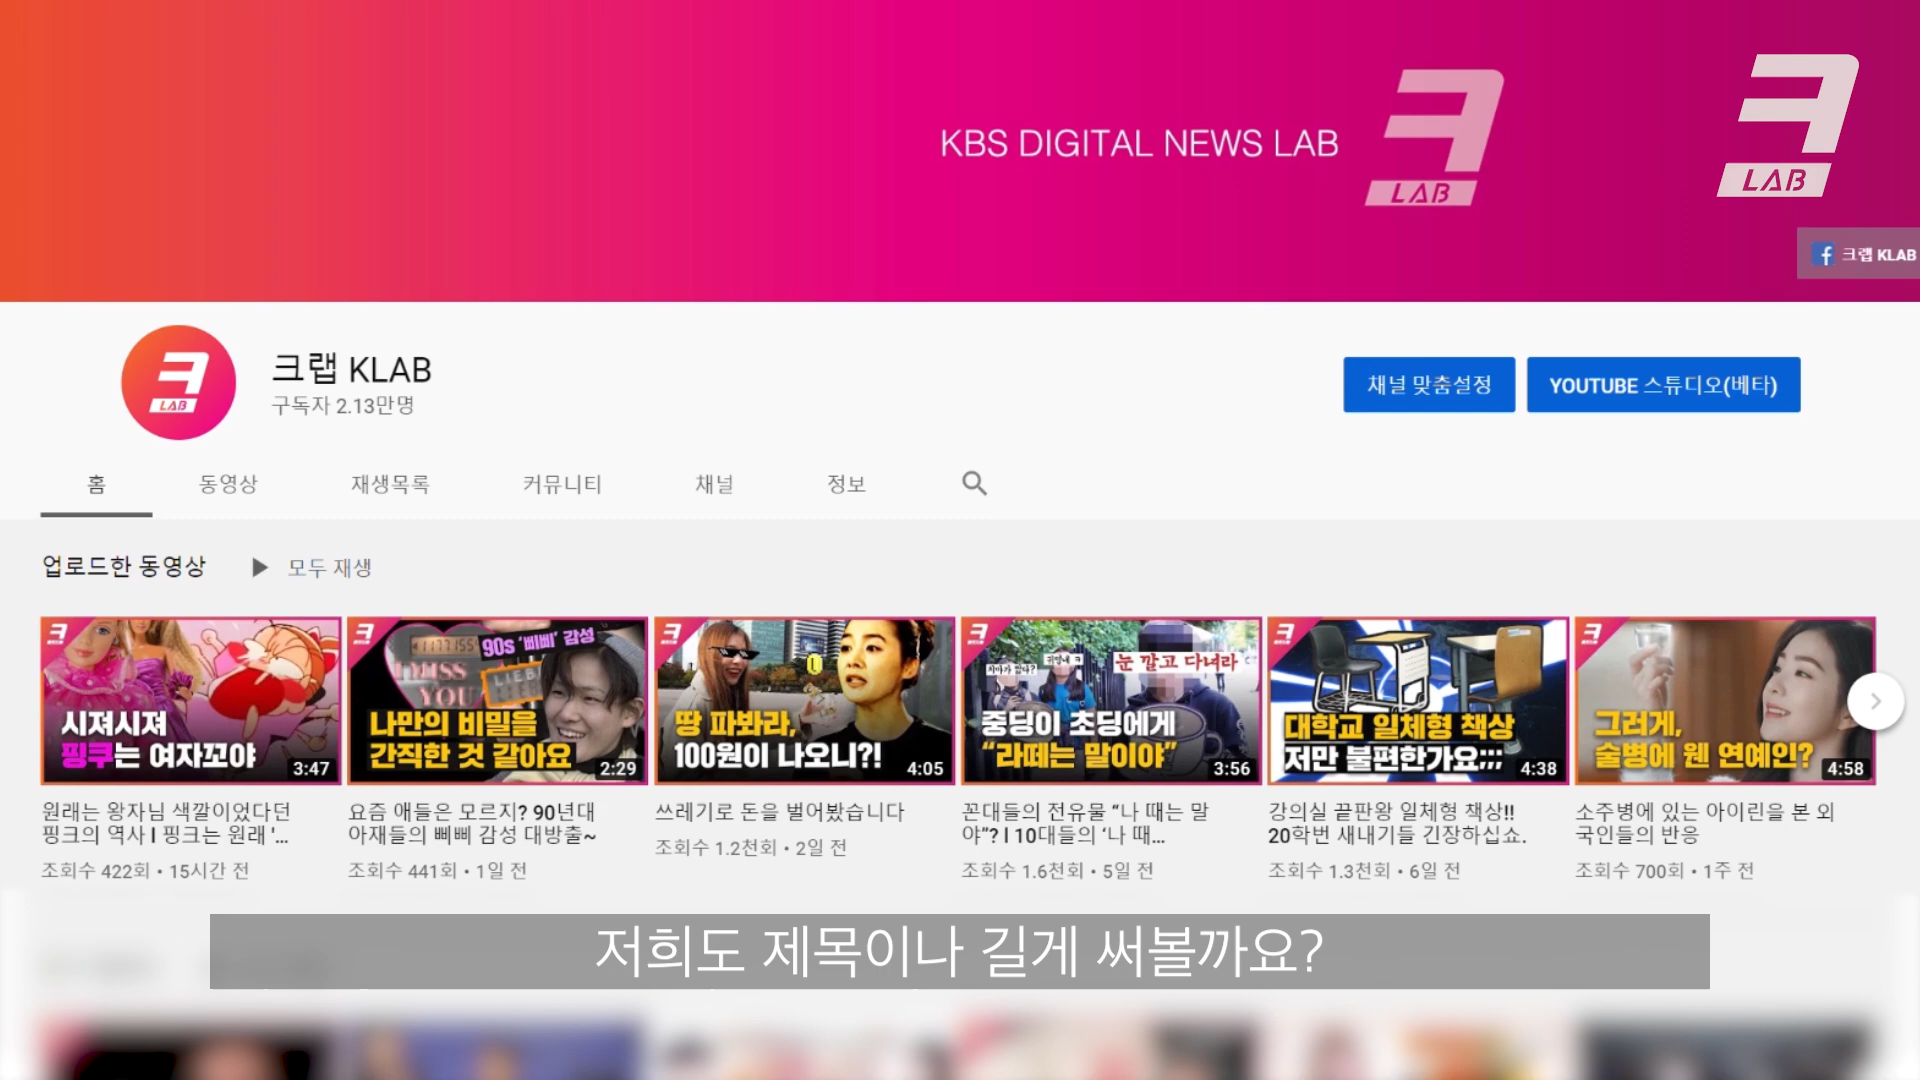 KBS DIGITAL NEWS LAB
ㅋ
LAB
ㅋ
LAB
크랩 KLAB
ㅋ
LAB
크랩 KLAB
구독자 2.13만명
채널 맞춤설정
YOUTUBE 스튜디오(베타)
홈
동영상
재생목록
커뮤니티
채널
정보
업로드한 동영상
모두 재생
시져시져
핑쿠는 여자꼬야
3:47
원래는 왕자님 색깔이었다던
핑크의 역사 I 핑크는 원래 '...
조회수 422회 • 15시간 전
90s ‘삐삐’ 감성
I MISS
YOU
LIEB
나만의 비밀을
간직한 것 같아요
2:29
요즘 애들은 모르지? 90년대
아재들의 삐삐 감성 대방출~
조회수 441회 • 1일 전
땅 파봐라,
100원이 나오니?!
4:05
쓰레기로 돈을 벌어봤습니다
조회수 1.2천회 • 2일 전
눈 깔고 다녀라
중딩이 초딩에게
“라떼는 말이야”
3:56
꼰대들의 전유물 “나 때는 말
야”? I 10대들의 ‘나 때...
조회수 1.6천회 • 5일 전
대학교 일체형 책상
저만 불편한가요;;;
4:38
강의실 끝판왕 일체형 책상!!
20학번 새내기들 긴장하십쇼.
조회수 1.3천회 • 6일 전
그러게,
술병에 웬 연예인?
4:58
소주병에 있는 아이린을 본 외
국인들의 반응
조회수 700회 • 1주 전
저희도 제목이나 길게 써볼까요?